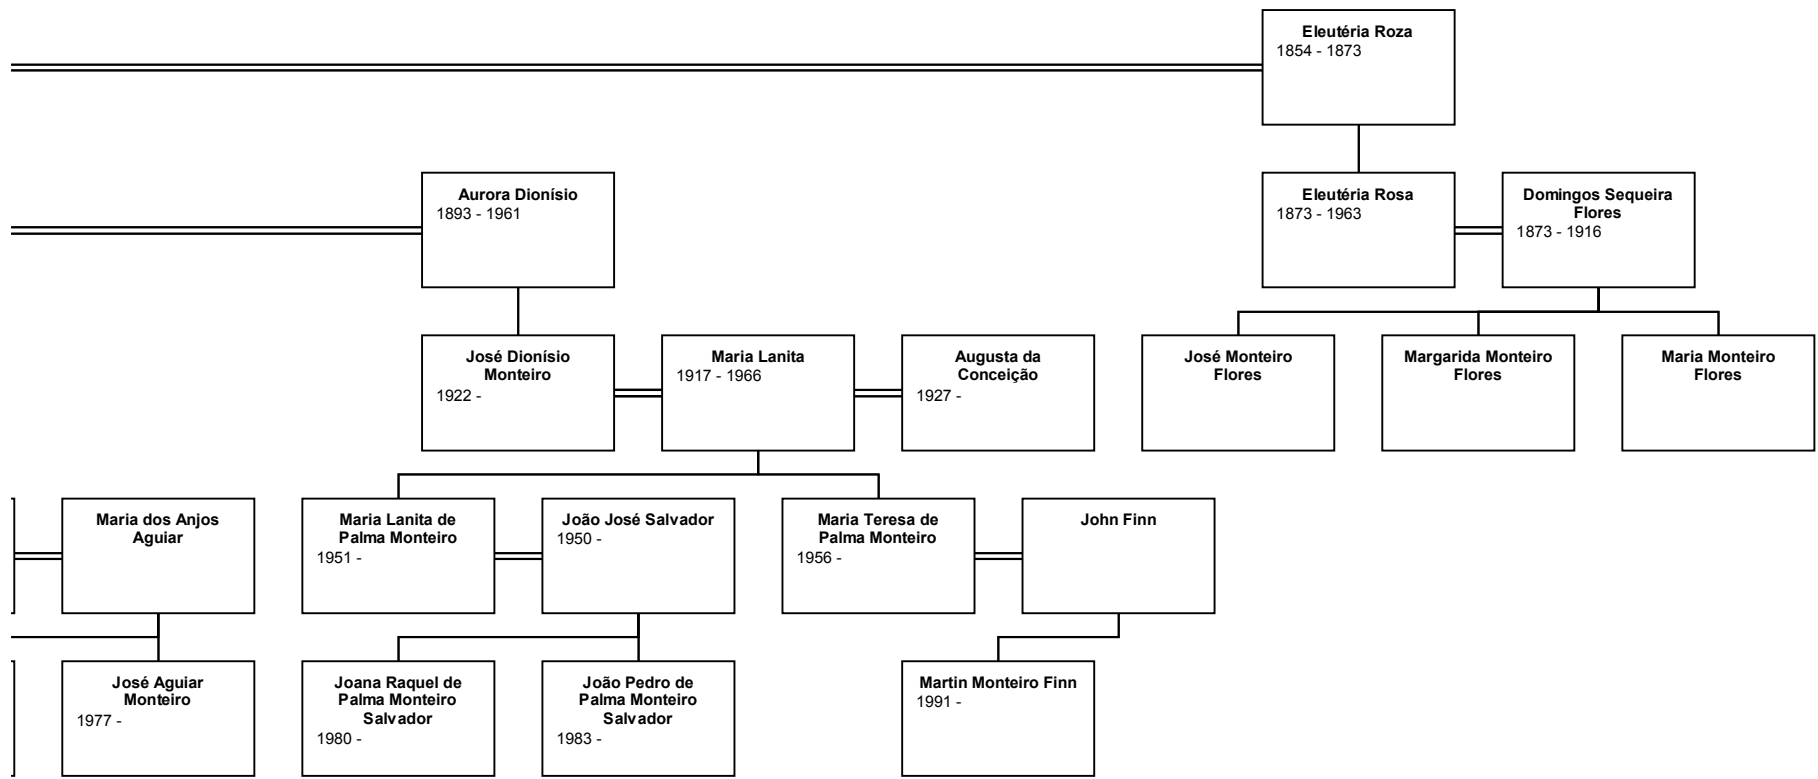 Eleutéria Roza
1854 - 1873
Aurora Dionísio
1893 - 1961
Eleutéria Rosa
1873 - 1963
Domingos Sequeira
Flores
1873 - 1916
José Dionísio
Monteiro
1922 -
Maria Lanita
1917 - 1966
Augusta da
Conceição
1927 -
José Monteiro
Flores
Margarida Monteiro
Flores
Maria Monteiro
Flores
Maria dos Anjos
Aguiar
Maria Lanita de
Palma Monteiro
1951 -
João José Salvador
1950 -
Maria Teresa de
Palma Monteiro
1956 -
John Finn
José Aguiar
Monteiro
1977 -
Joana Raquel de
Palma Monteiro
Salvador
1980 -
João Pedro de
Palma Monteiro
Salvador
1983 -
Martin Monteiro Finn
1991 -